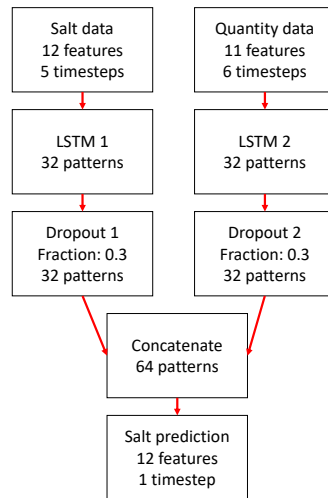 Salt data
12 features
5 timesteps
Quantity data
11 features
6 timesteps
LSTM 1
32 patterns
LSTM 2
32 patterns
Dropout 1
Fraction: 0.3
32 patterns
Dropout 2
Fraction: 0.3
32 patterns
Concatenate
64 patterns
Salt prediction
12 features
1 timestep